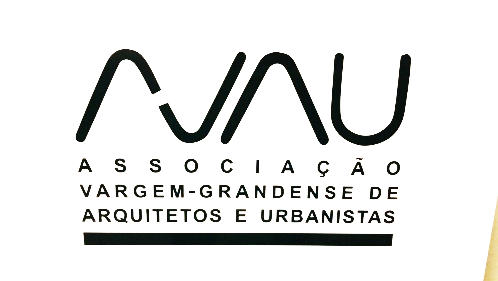 AVAU
ASSOCIAÇÃO
VARGEM-GRANDENSE DE
ARQUITETOS E URBANISTAS